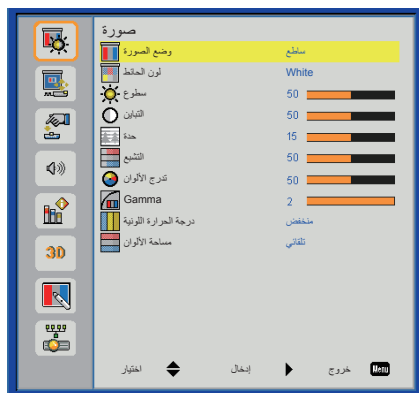 صورة
وضع الصورة ساطع
لون الحائط White
سطوع 50
التباين 50
حدة 15
التشبع 50
تدرج الألوان 50
Gamma 2
درجة الحرارة اللونية منخفض
مساحة الألوان تلقائي
3D
اختيار إدخال خروج Menu